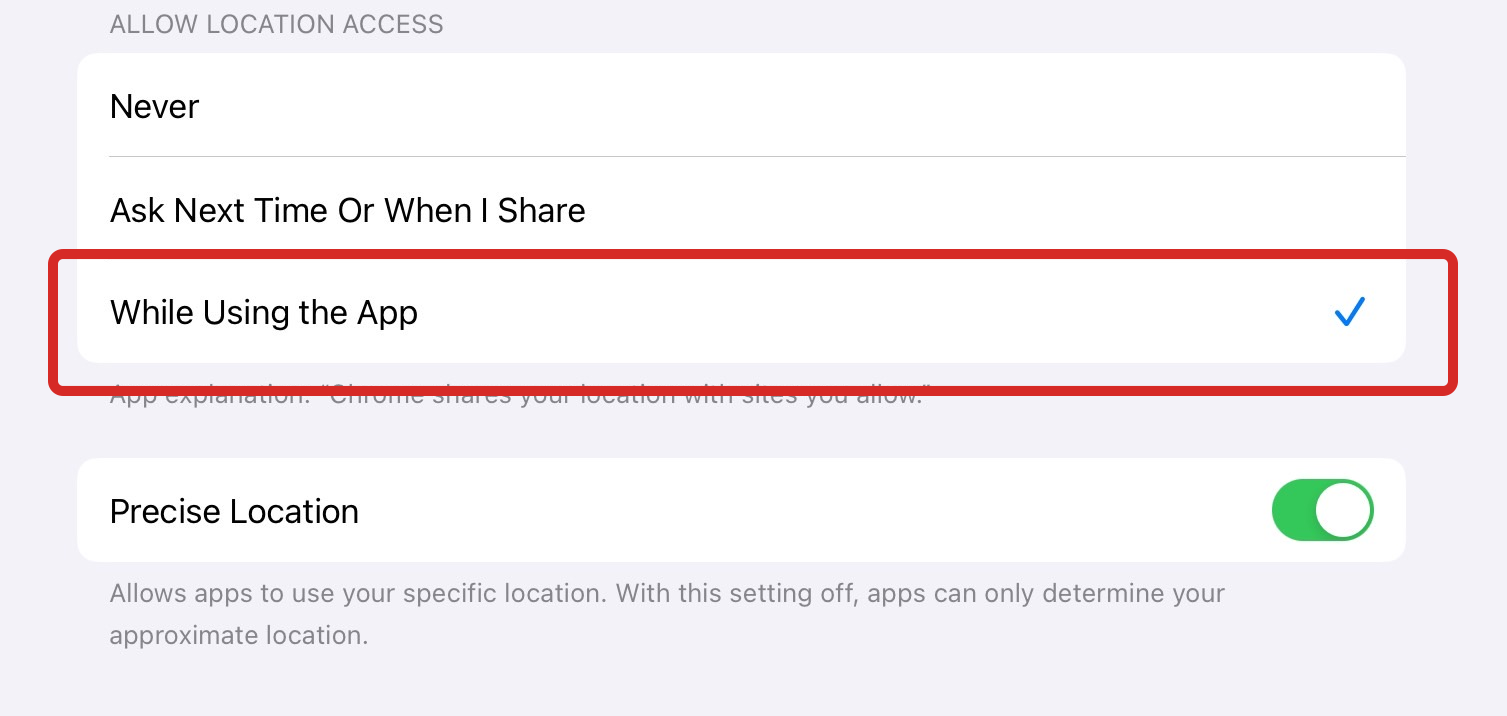 ALLOW LOCATION ACCESS
Never
Ask Next Time Or When I Share
While Using the App
App explanation: “Chrome shares your location with sites you allow.”
Precise Location
Allows apps to use your specific location. With this setting off, apps can only determine your
approximate location.